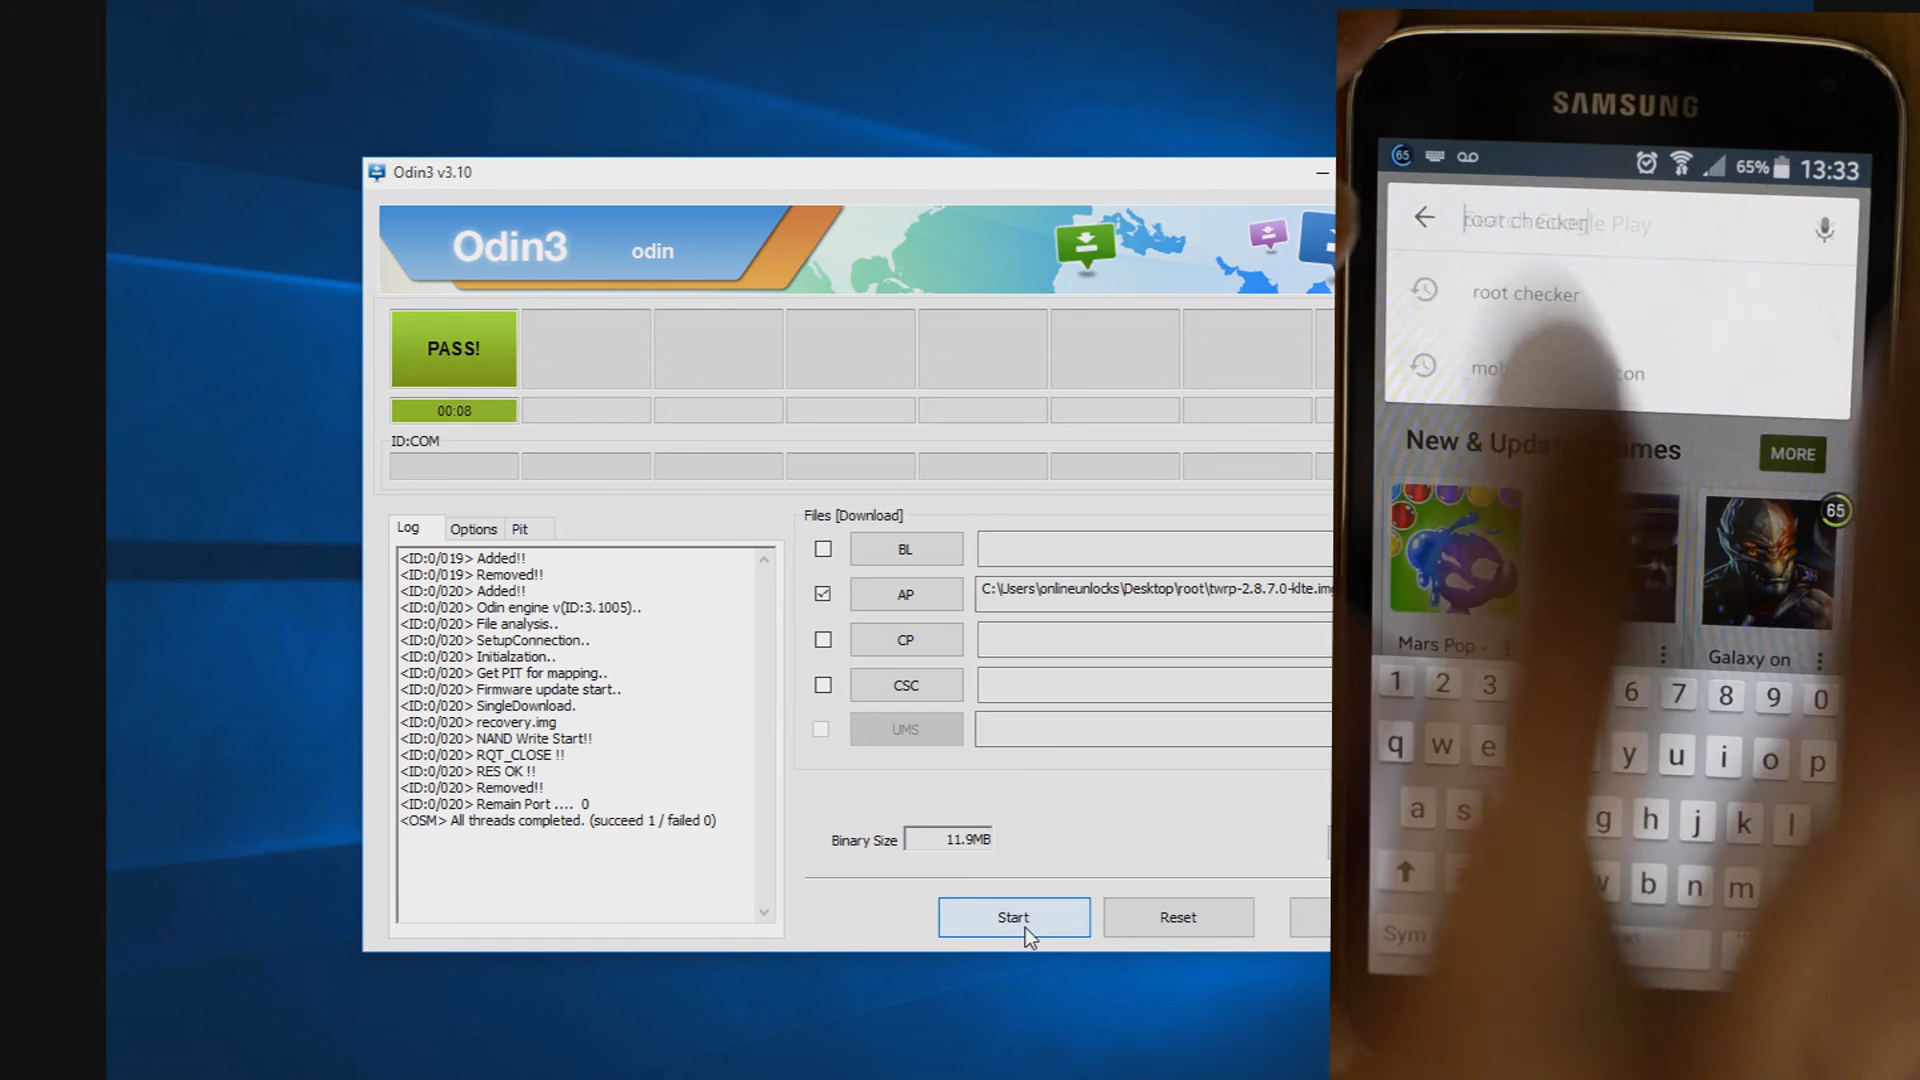 Odin3 v3.10
Odin3 odin
PASS!
00:08
ID:COM
Log Options Pit
<ID:0/019> Added!!
<ID:0/019> Removed!!
<ID:0/020> Added!!
<ID:0/020> Odin engine v(ID:3.1005)..
<ID:0/020> File analysis..
<ID:0/020> SetupConnection..
<ID:0/020> Initialzation..
<ID:0/020> Get PIT for mapping..
<ID:0/020> Firmware update start..
<ID:0/020> SingleDownload.
<ID:0/020> recovery.img
<ID:0/020> NAND Write Start!!
<ID:0/020> RQT_CLOSE !!
<ID:0/020> RES OK !!
<ID:0/020> Removed!!
<ID:0/020> Remain Port .... 0
<OSM> All threads completed. (succeed 1 / failed 0)
Files [Download]
BL
AP C:\Users\onlineunlocks\Desktop\root\twrp-2.8.7.0-klte.img
CP
CSC
UMS
Binary Size 11.9MB
Start Reset
SAMSUNG
65 65% 13:33
root checker
root checker
New & MORE
65
Mars Pop -
Galaxy on
1 2 3 6 7 8 9 0
q w e y u i o p
a s g h j k l
b n m
Sym